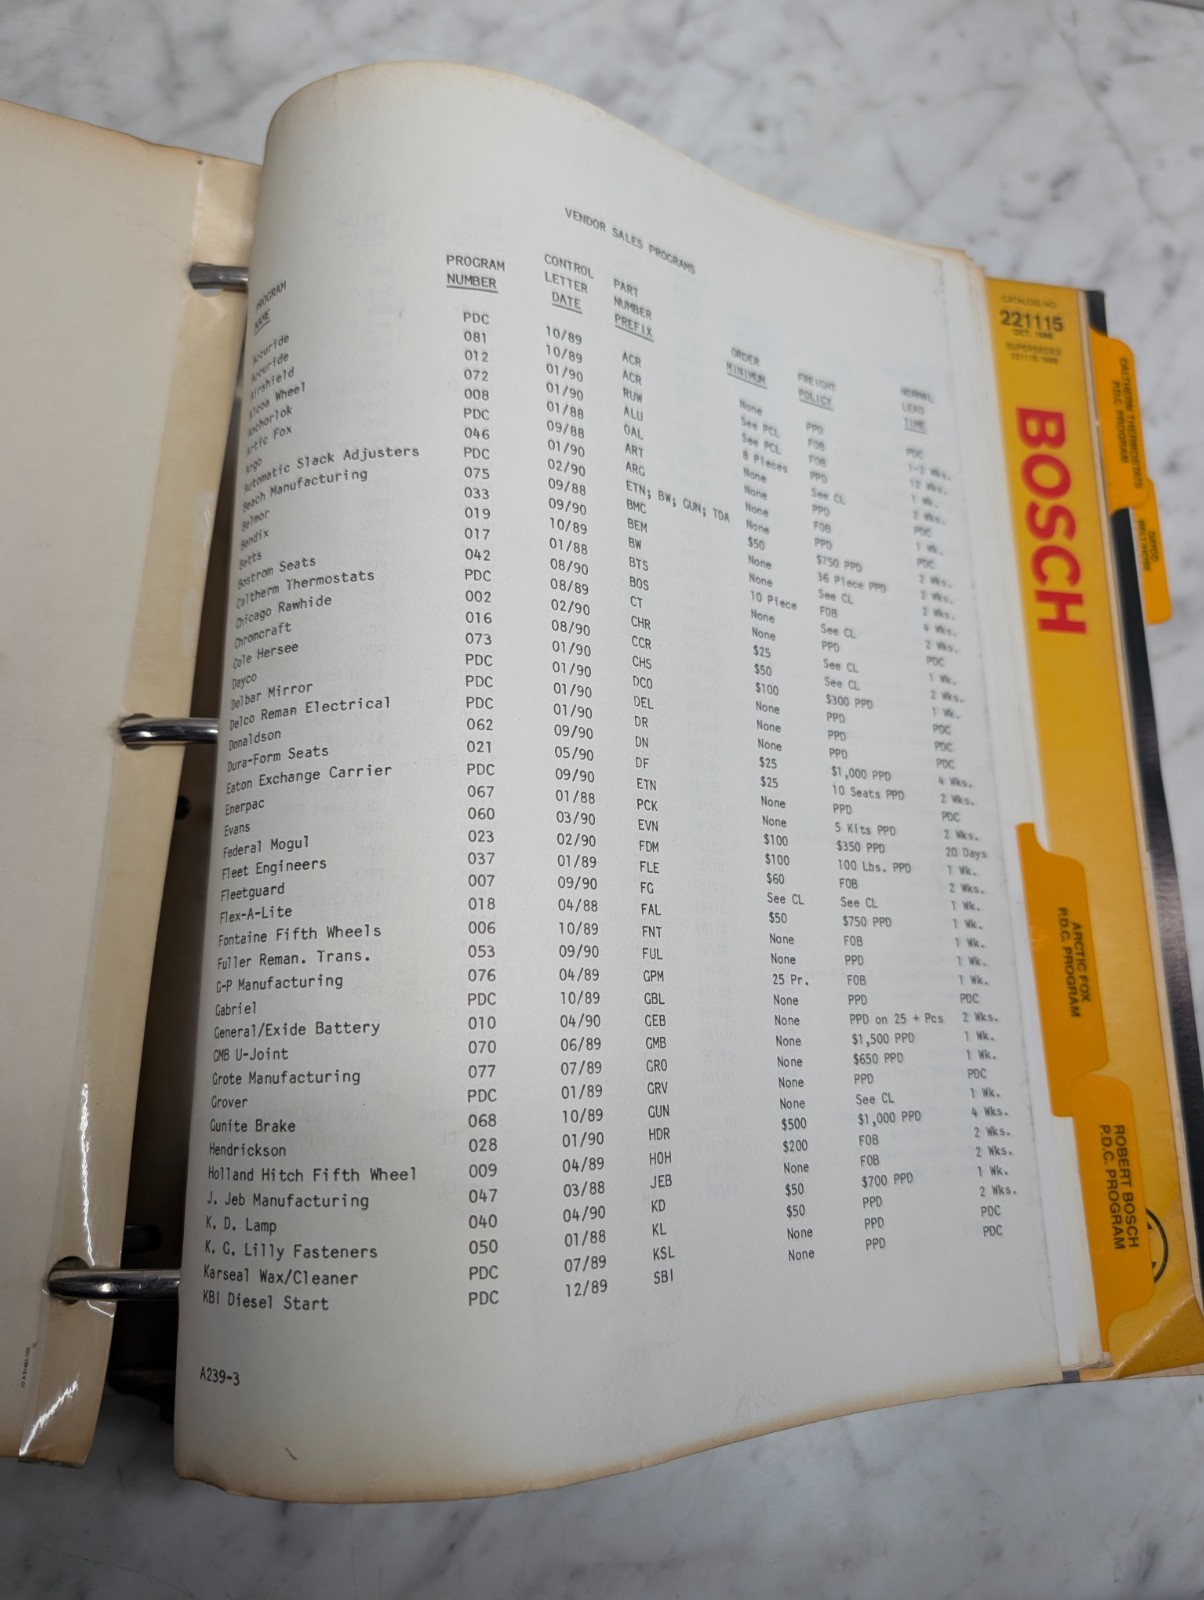 VENDOR SALES PROGRAMS
PROGRAM NAME PROGRAM NUMBER CONTROL LETTER DATE PART NUMBER PREFIX ORDER MINIMUM FREIGHT POLICY NORMAL LEAD TIME
Accuride PDC 10/89 ACR None PPD PDC
Accuride 081 10/89 ACR See PCL FOB 1-2 Wks.
Airshield 012 01/90 RUW See PCL FOB 12 Wks.
Alcoa Wheel 072 01/90 ALU 8 Pieces PPD 1 Wk.
Anchorlok 008 01/88 OAL None See CL 2 Wks.
Artic Fox PDC 09/88 ART None PPD PDC
Argo 046 01/90 ARG None FOB 1 Wk.
Automatic Slack Adjusters PDC 02/90 ETN; BW; GUN; TDA None PPD PDC
Beach Manufacturing 075 09/88 BMC $50 $750 PPD 2 Wks.
Belmor 033 09/90 BEM None 36 Piece PPD 2 Wks.
Bendix 019 10/89 BW None See CL 2 Wks.
Betts 017 01/88 BTS 10 Piece FOB 4 Wks.
Bostrom Seats 042 08/90 BOS None See CL 2 Wks.
Caltherm Thermostats PDC 08/89 CT None PPD PDC
Chicago Rawhide 002 02/90 CHR $25 See CL 1 Wk.
Chromcraft 016 08/90 CCR $50 See CL 2 Wks.
Cole Hersee 073 01/90 CHS $100 $300 PPD 1 Wk.
Dayco PDC 01/90 DCO None PPD PDC
Delbar Mirror PDC 01/90 DEL None PPD PDC
Delco Reman Electrical PDC 01/90 DR None PPD PDC
Donaldson 062 09/90 DN $25 $1,000 PPD 4 Wks.
Dura-Form Seats 021 05/90 DF $25 10 Seats PPD 2 Wks.
Eaton Exchange Carrier PDC 09/90 ETN None PPD PDC
Enerpac 067 01/88 PCK None 5 Kits PPD 2 Wks.
Evans 060 03/90 EVN $100 $350 PPD 20 Days
Federal Mogul 023 02/90 FDM $100 100 Lbs. PPD 1 Wk.
Fleet Engineers 037 01/89 FLE $60 FOB 2 Wks.
Fleetguard 007 09/90 FG See CL See CL 1 Wk.
Flex-A-Lite 018 04/88 FAL $50 $750 PPD 1 Wk.
Fontaine Fifth Wheels 006 10/89 FNT None FOB 1 Wk.
Fuller Reman. Trans. 053 09/90 FUL None PPD 1 Wk.
G-P Manufacturing 076 04/89 GPM 25 Pr. FOB 1 Wk.
Gabriel PDC 10/89 GBL None PPD PDC
General/Exide Battery 010 04/90 GEB None PPD on 25 + Pcs 2 Wks.
GMB U-Joint 070 06/89 GMB None $1,500 PPD 1 Wk.
Grote Manufacturing 077 07/89 GRO None $650 PPD 1 Wk.
Grover PDC 01/89 GRV None PPD PDC
Gunite Brake 068 10/89 GUN None See CL 1 Wk.
Hendrickson 028 01/90 HDR $500 $1,000 PPD 4 Wks.
Holland Hitch Fifth Wheel 009 04/89 HOH $200 FOB 2 Wks.
J. Jeb Manufacturing 047 03/88 JEB None FOB 2 Wks.
K. D. Lamp 040 04/90 KD $50 $700 PPD 1 Wk.
K. G. Lilly Fasteners 050 01/88 KL $50 PPD 2 Wks.
Karseal Wax/Cleaner PDC 07/89 KSL None PPD PDC
KBI Diesel Start PDC 12/89 SBI None PPD PDC
A239-3
CATALOG NO.
221115
OCT. 1988
SUPERSEDES
BOSCH
CALTHERM THERMOSTATS
P.D.C. PROGRAM
DAYCO
ARCTIC FOX
P.D.C. PROGRAM
ROBERT BOSCH
P.D.C. PROGRAM